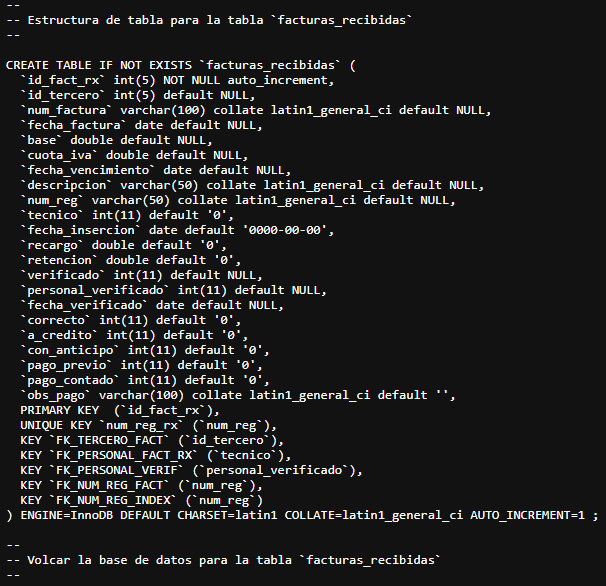 --
-- Estructura de tabla para la tabla `facturas_recibidas`
--
CREATE TABLE IF NOT EXISTS `facturas_recibidas` (
  `id_fact_rx` int(5) NOT NULL auto_increment,
  `id_tercero` int(5) default NULL,
  `num_factura` varchar(100) collate latin1_general_ci default NULL,
  `fecha_factura` date default NULL,
  `base` double default NULL,
  `cuota_iva` double default NULL,
  `fecha_vencimiento` date default NULL,
  `descripcion` varchar(50) collate latin1_general_ci default NULL,
  `num_reg` varchar(50) collate latin1_general_ci default NULL,
  `tecnico` int(11) default '0',
  `fecha_insercion` date default '0000-00-00',
  `recargo` double default '0',
  `retencion` double default '0',
  `verificado` int(11) default NULL,
  `personal_verificado` int(11) default NULL,
  `fecha_verificado` date default NULL,
  `correcto` int(11) default '0',
  `a_credito` int(11) default '0',
  `con_anticipo` int(11) default '0',
  `pago_previo` int(11) default '0',
  `pago_contado` int(11) default '0',
  `obs_pago` varchar(100) collate latin1_general_ci default '',
  PRIMARY KEY  (`id_fact_rx`),
  UNIQUE KEY `num_reg_rx` (`num_reg`),
  KEY `FK_TERCERO_FACT` (`id_tercero`),
  KEY `FK_PERSONAL_FACT_RX` (`tecnico`),
  KEY `FK_PERSONAL_VERIF` (`personal_verificado`),
  KEY `FK_NUM_REG_FACT` (`num_reg`),
  KEY `FK_NUM_REG_INDEX` (`num_reg`)
) ENGINE=InnoDB DEFAULT CHARSET=latin1 COLLATE=latin1_general_ci AUTO_INCREMENT=1 ;
--
-- Volcar la base de datos para la tabla `facturas_recibidas`
--